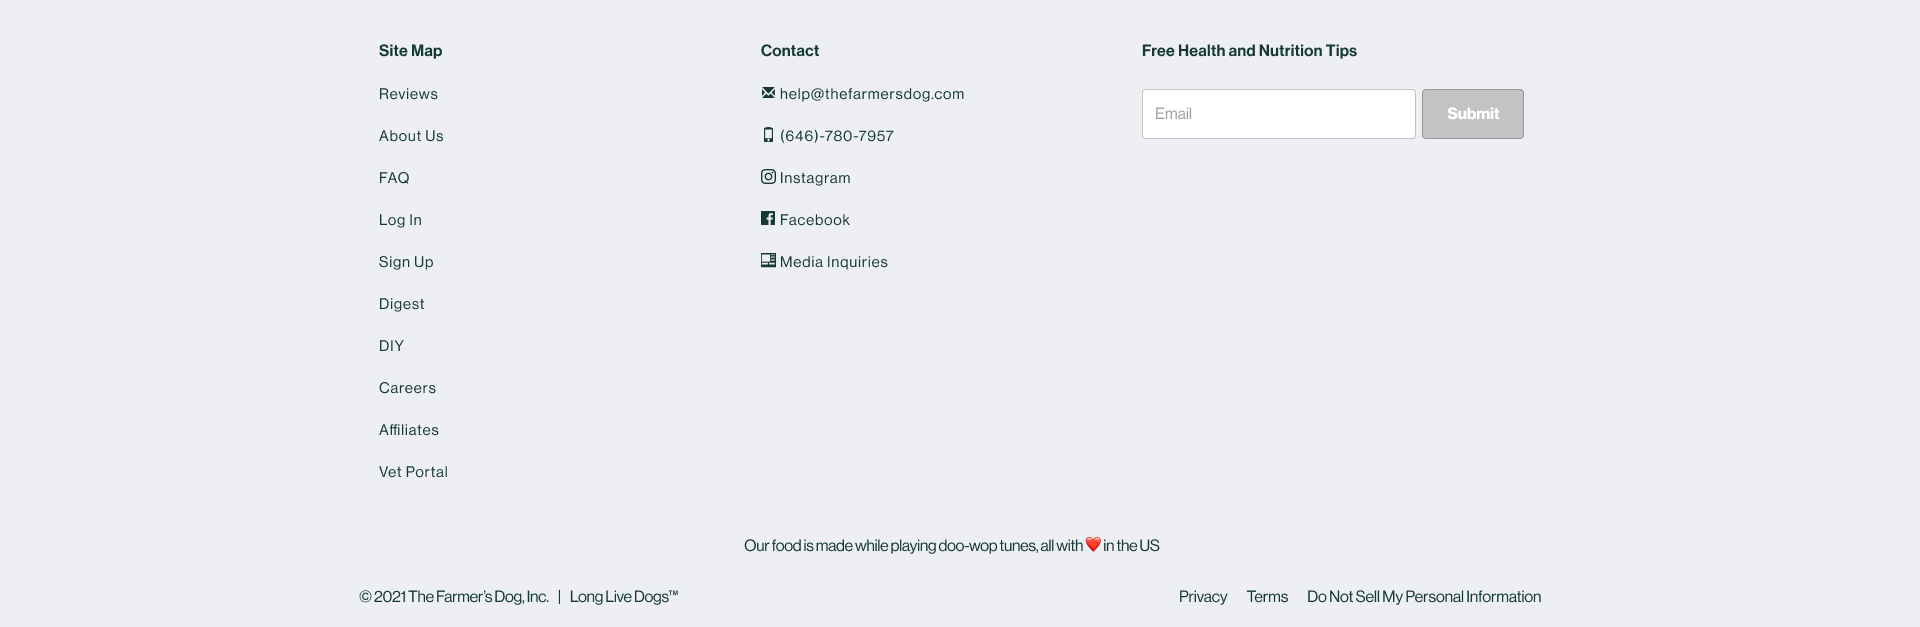 Site Map
Reviews
About Us
FAQ
Log In
Sign Up
Digest
DIY
Careers
Affiliates
Vet Portal
Contact
help@thefarmersdog.com
(646)-780-7957
Instagram
Facebook
Media Inquiries
Free Health and Nutrition Tips
Email
Submit
Our food is made while playing doo-wop tunes, all with ❤️ in the US
© 2021 The Farmer's Dog, Inc. | Long Live Dogs™
Privacy Terms Do Not Sell My Personal Information